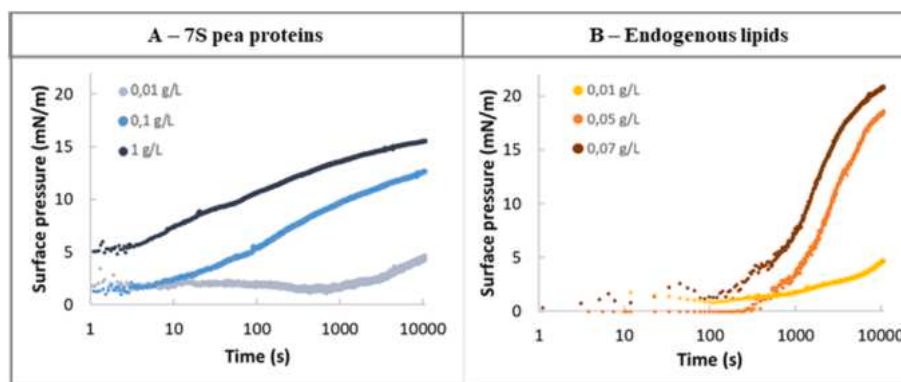 A – 7S pea proteins
B – Endogenous lipids
Surface pressure (mN/m)
20
15
10
5
0
0,01 g/L
0,1 g/L
1 g/L
1 10 100 1000 10000
Time (s)
Surface pressure (mN/m)
20
15
10
5
0
0,01 g/L
0,05 g/L
0,07 g/L
1 10 100 1000 10000
Time (s)